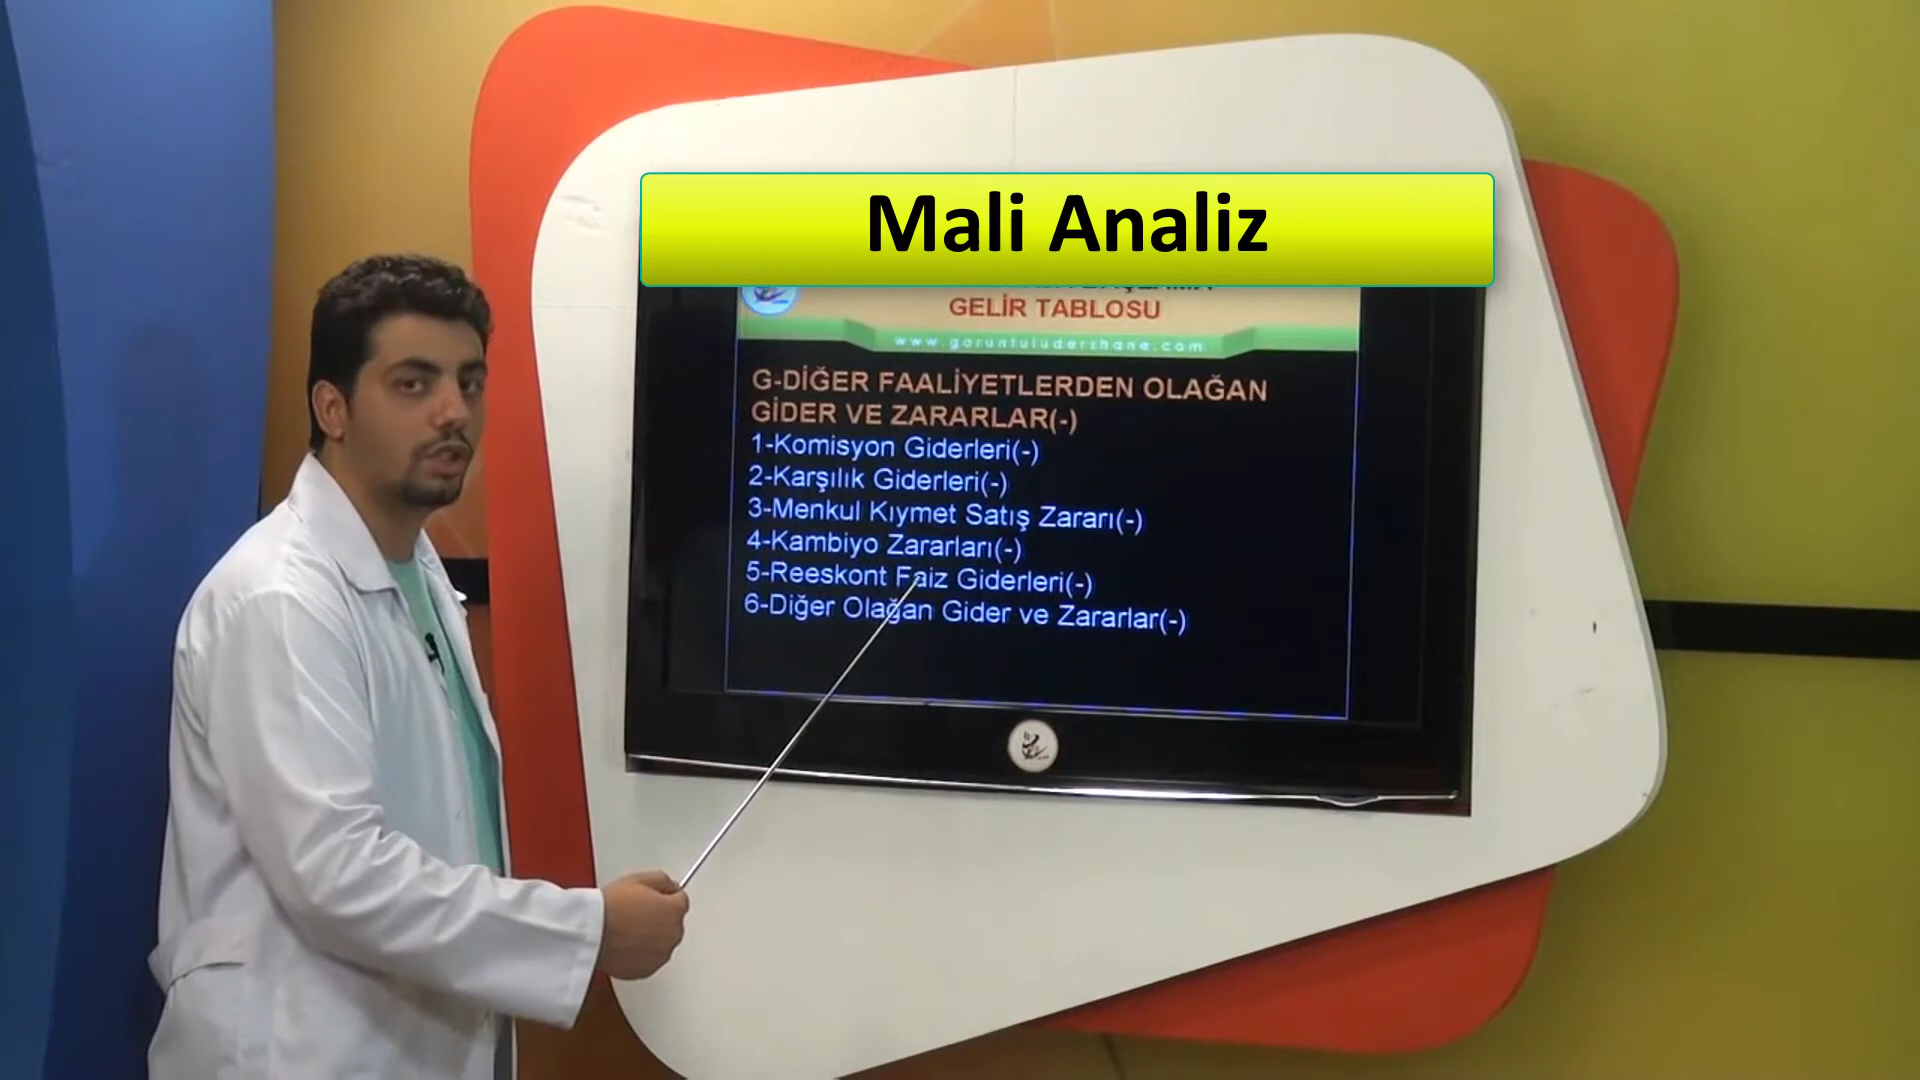 Mali Analiz
GELİR TABLOSU
www.goruntuludershane.com
G-DİĞER FAALİYETLERDEN OLAĞAN
GİDER VE ZARARLAR(-)
1-Komisyon Giderleri(-)
2-Karşılık Giderleri(-)
3-Menkul Kıymet Satış Zararı(-)
4-Kambiyo Zararları(-)
5-Reeskont Faiz Giderleri(-)
6-Diğer Olağan Gider ve Zararlar(-)